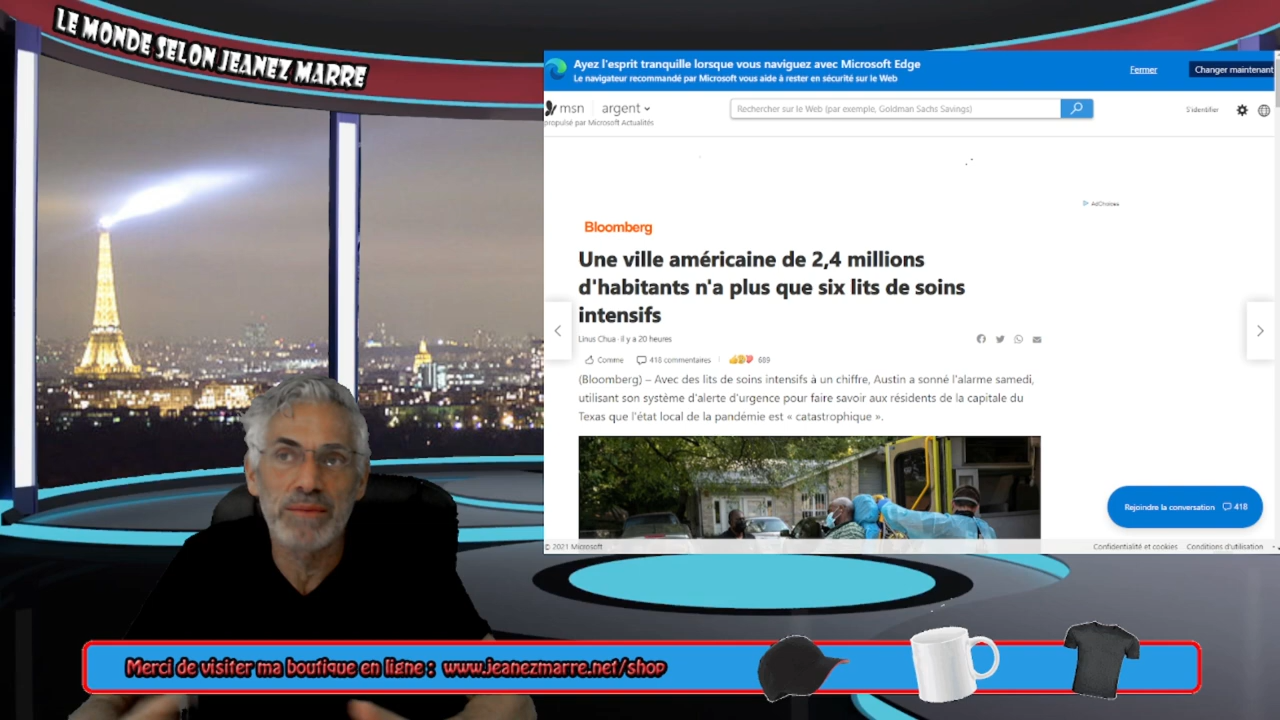 LE MONDE SELON JEANEZ MARRE
Ayez l'esprit tranquille lorsque vous naviguez avec Microsoft Edge
Le navigateur recommandé par Microsoft vous aide à rester en sécurité sur le Web
Fermer
Changer maintenant
msn
argent
propulsé par Microsoft Actualités
Rechercher sur le Web (par exemple, Goldman Sachs Savings)
S'identifier
AdChoices
Bloomberg
Une ville américaine de 2,4 millions
d'habitants n'a plus que six lits de soins
intensifs
Linus Chua · il y a 20 heures
Comme
418 commentaires
689
(Bloomberg) – Avec des lits de soins intensifs à un chiffre, Austin a sonné l'alarme samedi,
utilisant son système d'alerte d'urgence pour faire savoir aux résidents de la capitale du
Texas que l'état local de la pandémie est « catastrophique ».
Rejoindre la conversation 418
© 2021 Microsoft
Confidentialité et cookies
Conditions d'utilisation
Merci de visiter ma boutique en ligne : www.jeanezmarre.net/shop